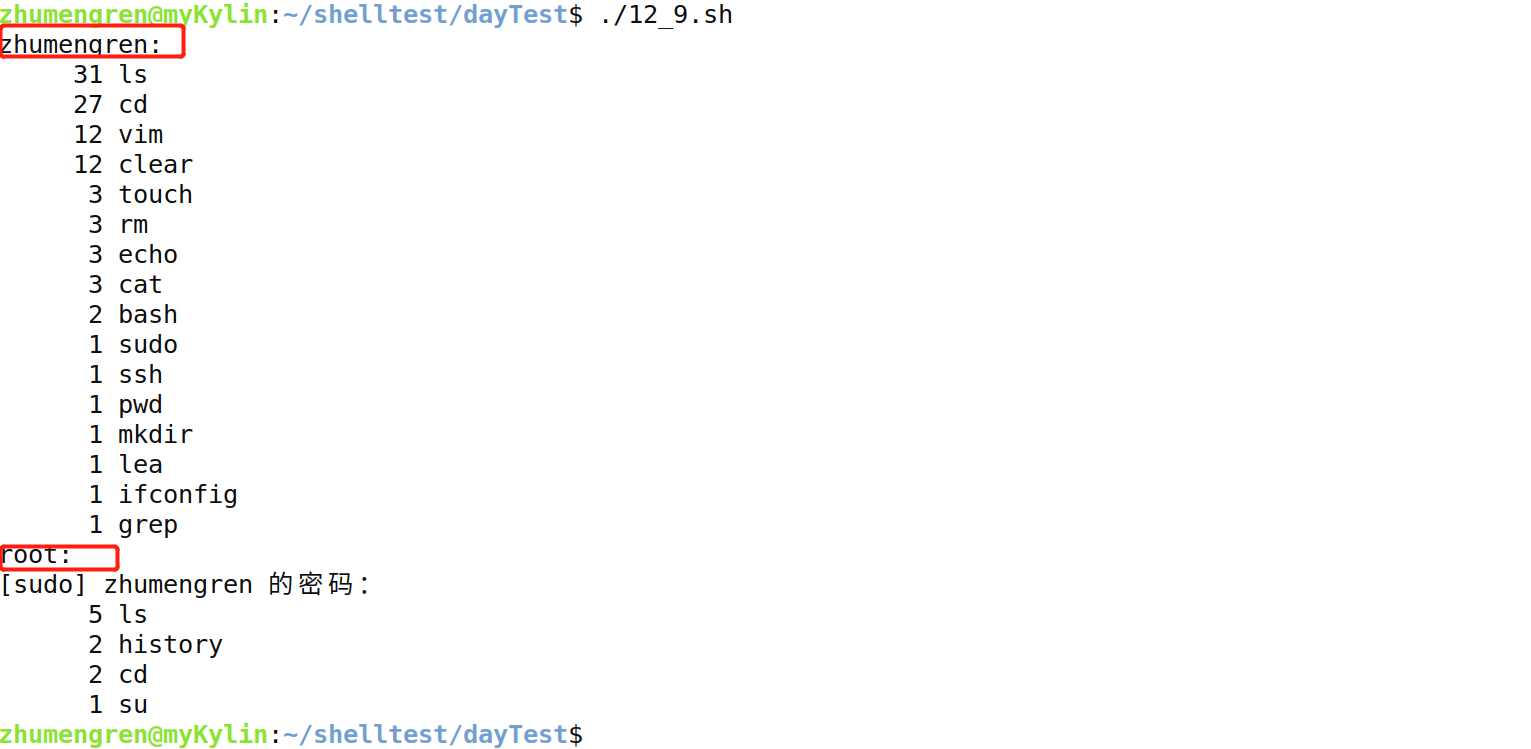 zhumengren@myKylin:~/shelltest/dayTest$ ./12_9.sh
zhumengren:
31 ls
27 cd
12 vim
12 clear
3 touch
3 rm
3 echo
3 cat
2 bash
1 sudo
1 ssh
1 pwd
1 mkdir
1 lea
1 ifconfig
1 grep
root:
[sudo] zhumengren 的密码：
5 ls
2 history
2 cd
1 su
zhumengren@myKylin:~/shelltest/dayTest$